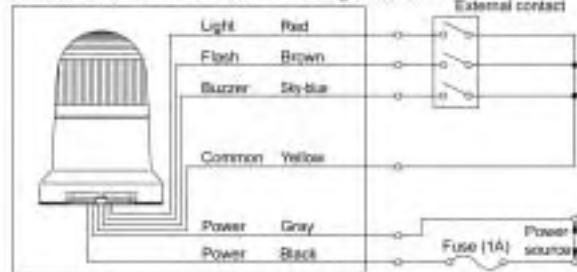 External contact
Light Red
Flash Brown
Buzzer Sky-blue
Common Yellow
Power Gray
Power Black
Fuse (1A)
Power
source